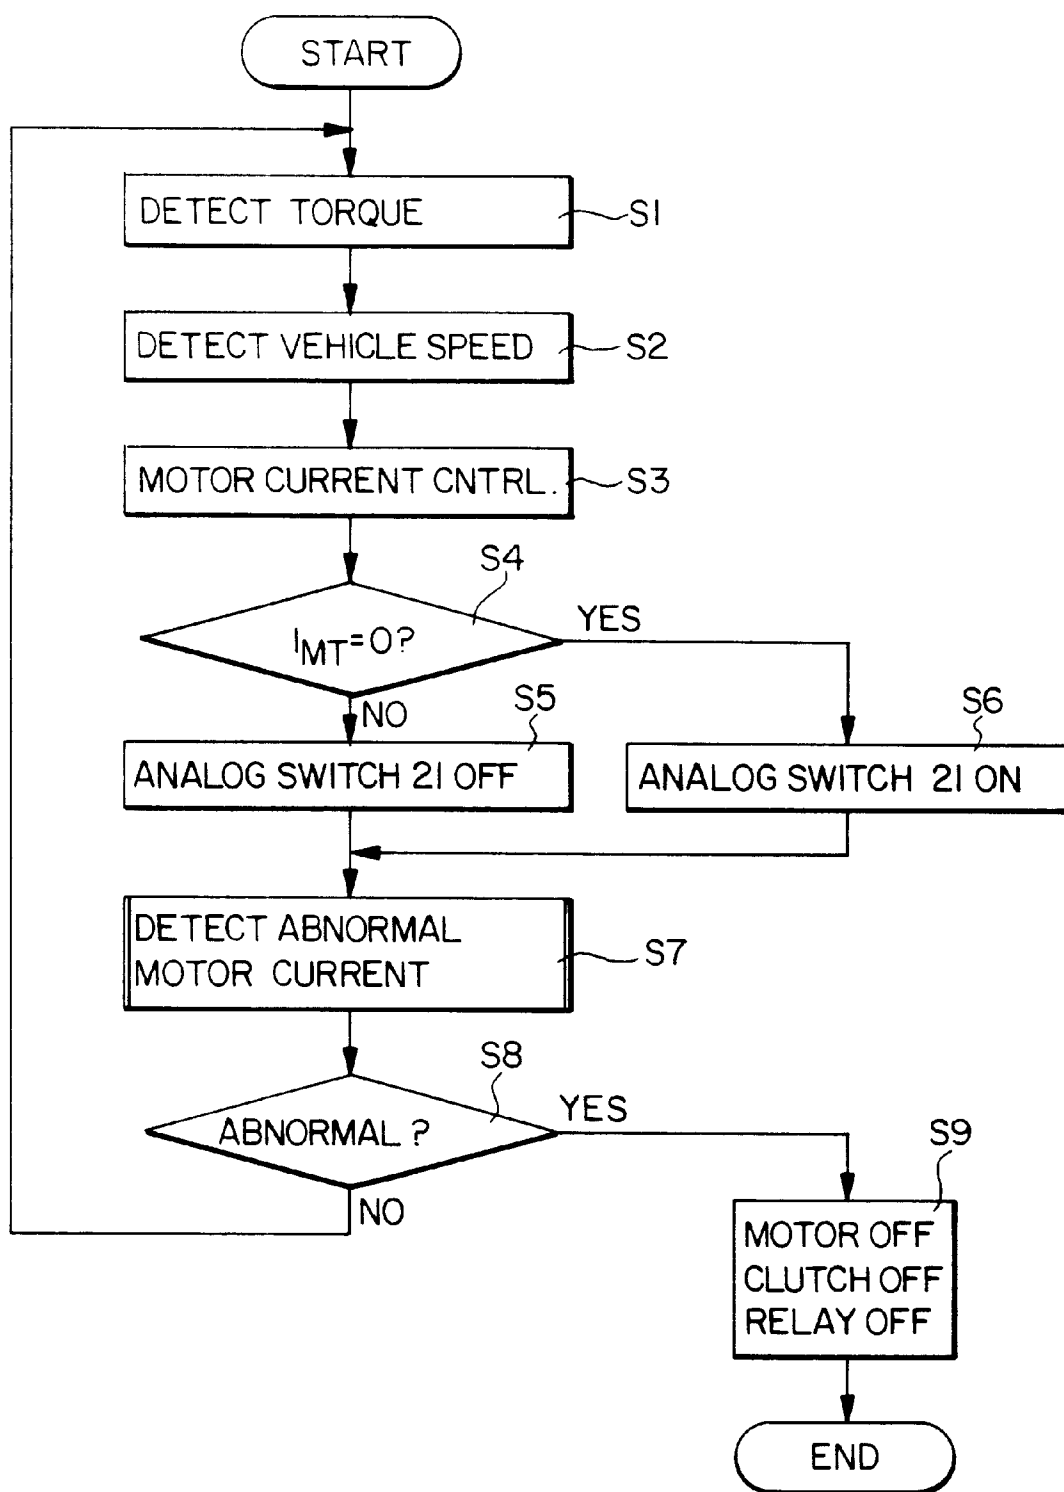 START
DETECT TORQUE
S1
DETECT VEHICLE SPEED
S2
MOTOR CURRENT CNTRL.
S3
S4
IMT=0?
YES
NO
S5
ANALOG SWITCH 21 OFF
S6
ANALOG SWITCH 21 ON
DETECT ABNORMAL
MOTOR CURRENT
S7
S8
ABNORMAL?
YES
NO
S9
MOTOR OFF
CLUTCH OFF
RELAY OFF
END